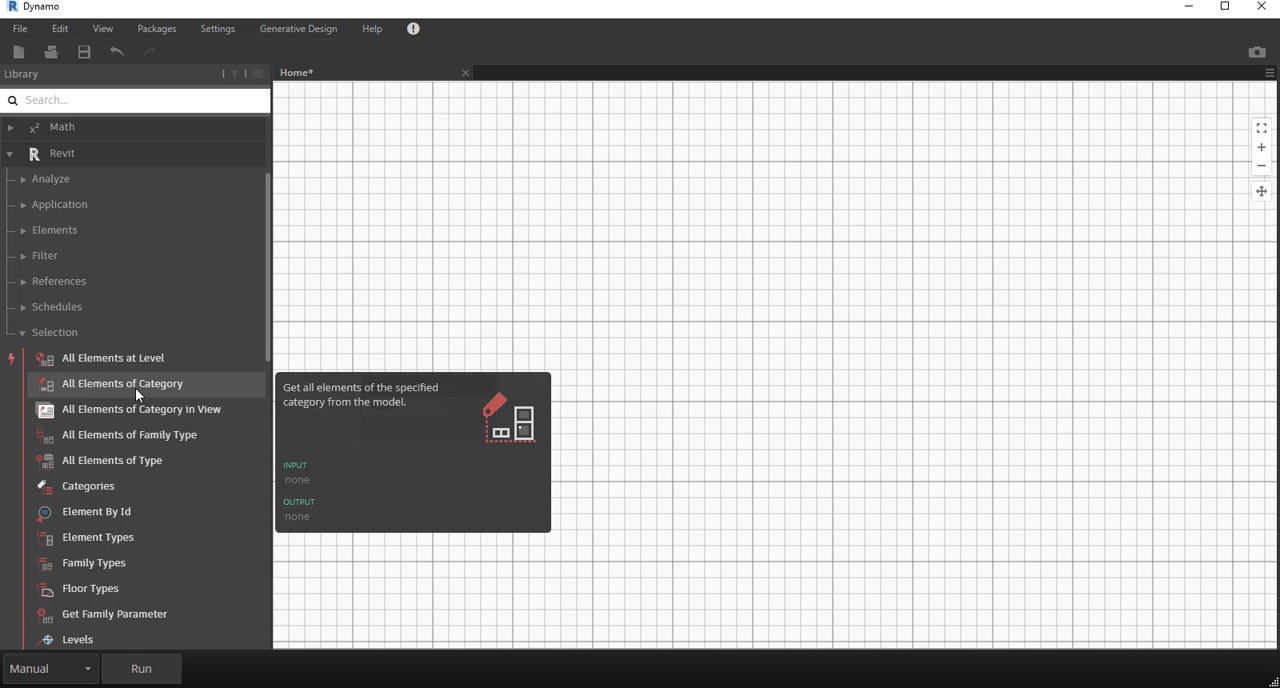 Dynamo
File Edit View Packages Settings Generative Design Help
Library
Home*
Search...
Math
Revit
Analyze
Application
Elements
Filter
References
Schedules
Selection
All Elements at Level
All Elements of Category
All Elements of Category in View
All Elements of Family Type
All Elements of Type
Categories
Element By Id
Element Types
Family Types
Floor Types
Get Family Parameter
Levels
Get all elements of the specified
category from the model.
INPUT
none
OUTPUT
none
Manual
Run